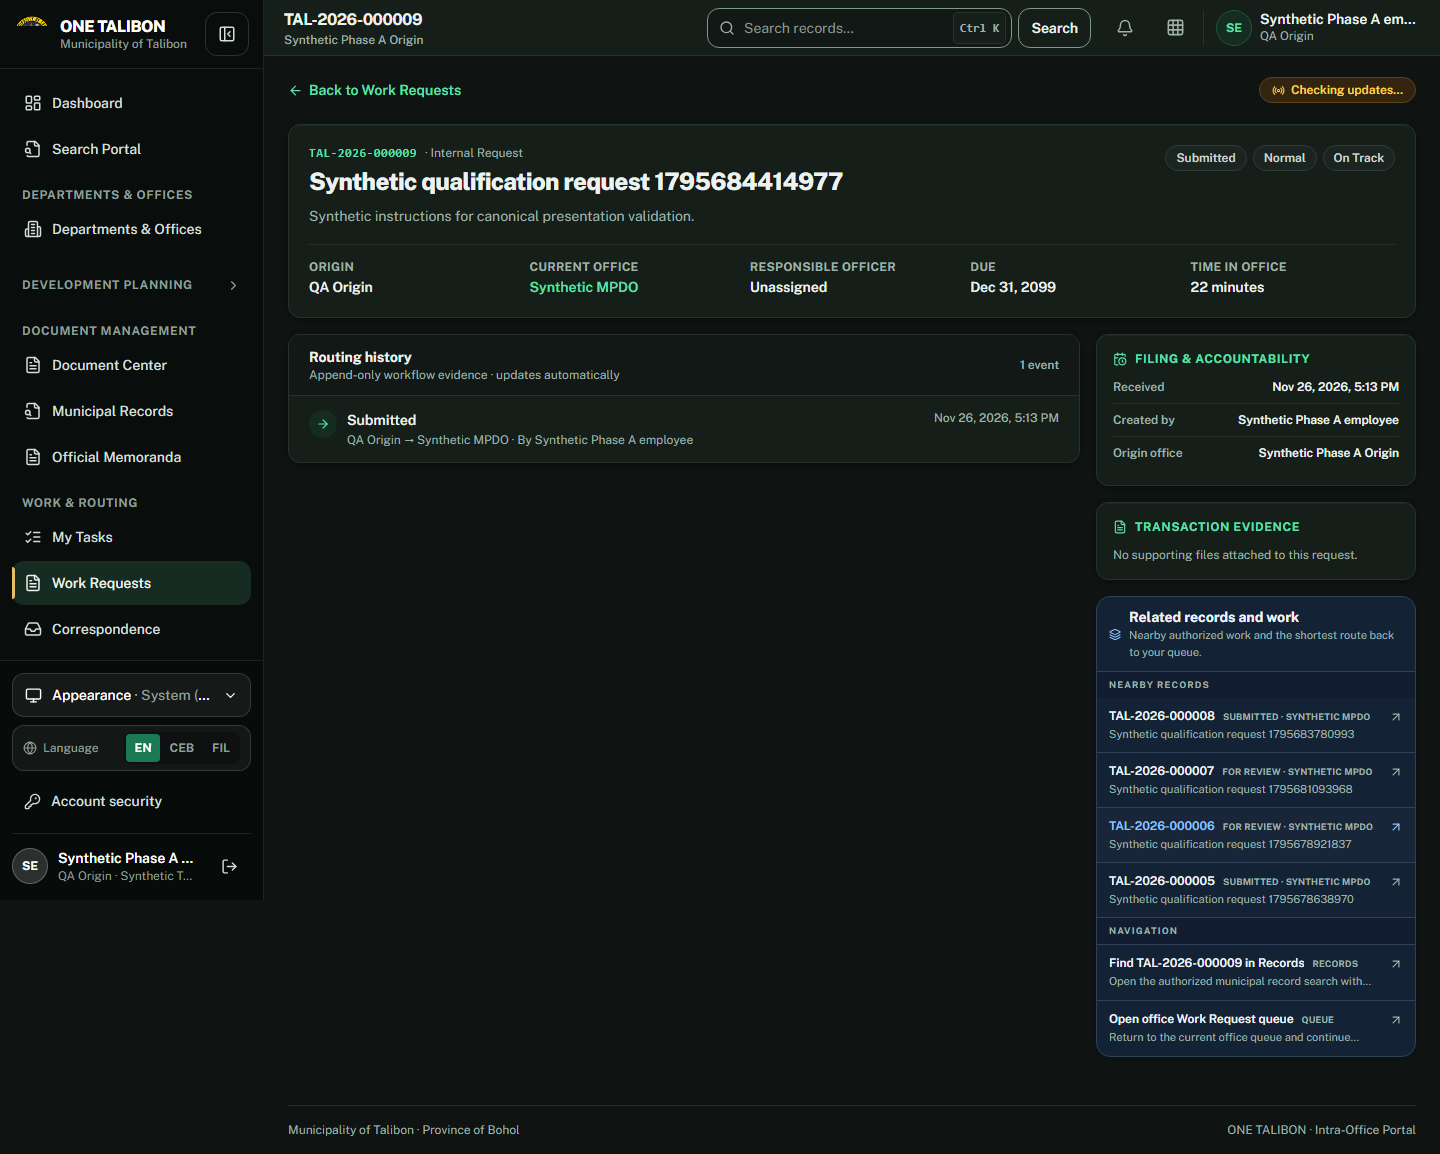 ONE TALIBON
Municipality of Talibon
Dashboard
Search Portal
DEPARTMENTS & OFFICES
Departments & Offices
DEVELOPMENT PLANNING
DOCUMENT MANAGEMENT
Document Center
Municipal Records
Official Memoranda
WORK & ROUTING
My Tasks
Work Requests
Correspondence
Appearance · System (...
Language EN CEB FIL
Account security
SE
Synthetic Phase A ...
QA Origin · Synthetic T...
TAL-2026-000009
Synthetic Phase A Origin
Search records... Ctrl K
Search
SE
Synthetic Phase A em...
QA Origin
Back to Work Requests
Checking updates...
TAL-2026-000009 · Internal Request
Synthetic qualification request 1795684414977
Synthetic instructions for canonical presentation validation.
Submitted Normal On Track
ORIGIN
QA Origin
CURRENT OFFICE
Synthetic MPDO
RESPONSIBLE OFFICER
Unassigned
DUE
Dec 31, 2099
TIME IN OFFICE
22 minutes
Routing history
Append-only workflow evidence · updates automatically
1 event
Submitted
QA Origin → Synthetic MPDO · By Synthetic Phase A employee
Nov 26, 2026, 5:13 PM
FILING & ACCOUNTABILITY
Received Nov 26, 2026, 5:13 PM
Created by Synthetic Phase A employee
Origin office Synthetic Phase A Origin
TRANSACTION EVIDENCE
No supporting files attached to this request.
Related records and work
Nearby authorized work and the shortest route back
to your queue.
NEARBY RECORDS
TAL-2026-000008 SUBMITTED · SYNTHETIC MPDO
Synthetic qualification request 1795683780993
TAL-2026-000007 FOR REVIEW · SYNTHETIC MPDO
Synthetic qualification request 1795681093968
TAL-2026-000006 FOR REVIEW · SYNTHETIC MPDO
Synthetic qualification request 1795678921837
TAL-2026-000005 SUBMITTED · SYNTHETIC MPDO
Synthetic qualification request 1795678638970
NAVIGATION
Find TAL-2026-000009 in Records RECORDS
Open the authorized municipal record search with...
Open office Work Request queue QUEUE
Return to the current office queue and continue...
Municipality of Talibon · Province of Bohol
ONE TALIBON · Intra-Office Portal